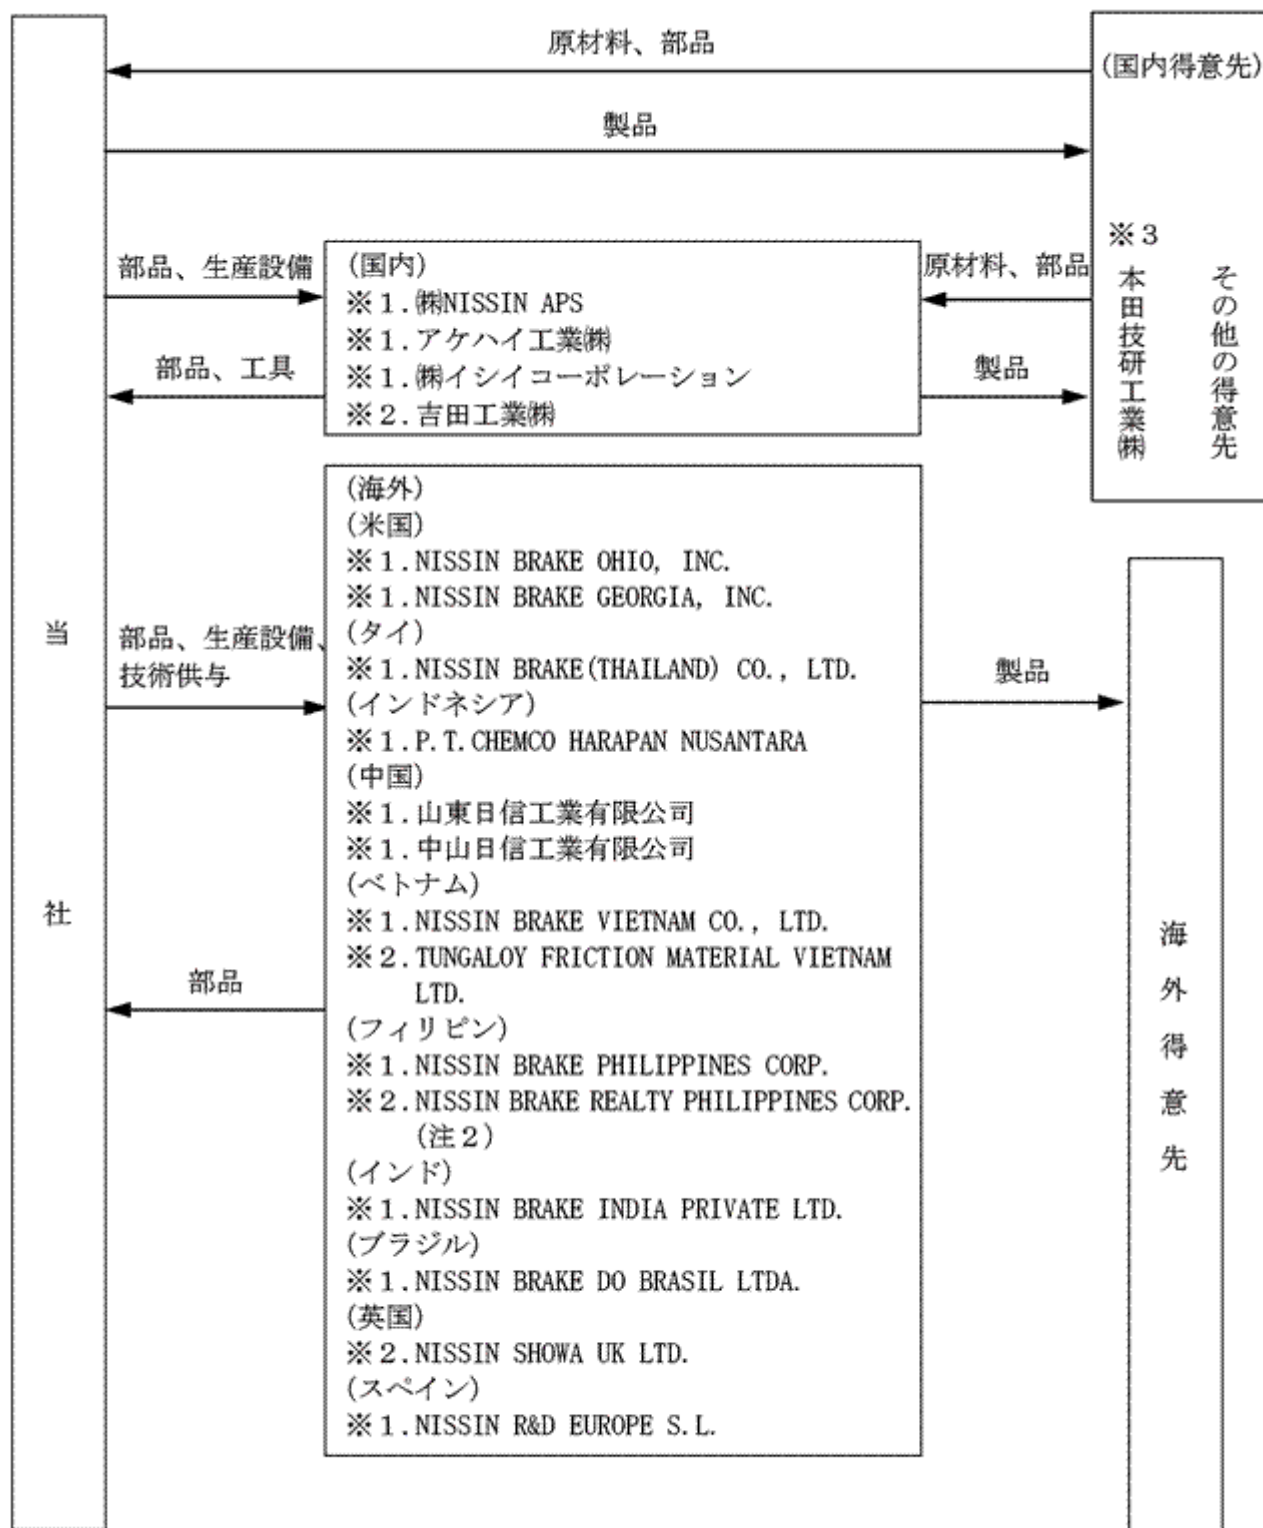 原材料、部品
(国内得意先)
製品
※３
本田技研工業㈱
その他の得意先
部品、生産設備
部品、工具
(国内)
※１.㈱NISSIN APS
※１.アケハイ工業㈱
※１.㈱イシイコーポレーション
※２.吉田工業㈱
原材料、部品
製品
当社
部品、生産設備、
技術供与
部品
(海外)
(米国)
※１.NISSIN BRAKE OHIO, INC.
※１.NISSIN BRAKE GEORGIA, INC.
(タイ)
※１.NISSIN BRAKE(THAILAND) CO., LTD.
(インドネシア)
※１.P.T.CHEMCO HARAPAN NUSANTARA
(中国)
※１.山東日信工業有限公司
※１.中山日信工業有限公司
(ベトナム)
※１.NISSIN BRAKE VIETNAM CO., LTD.
※２.TUNGALOY FRICTION MATERIAL VIETNAM
LTD.
(フィリピン)
※１.NISSIN BRAKE PHILIPPINES CORP.
※２.NISSIN BRAKE REALTY PHILIPPINES CORP.
(注２)
(インド)
※１.NISSIN BRAKE INDIA PRIVATE LTD.
(ブラジル)
※１.NISSIN BRAKE DO BRASIL LTDA.
(英国)
※２.NISSIN SHOWA UK LTD.
(スペイン)
※１.NISSIN R&D EUROPE S.L.
製品
海外得意先